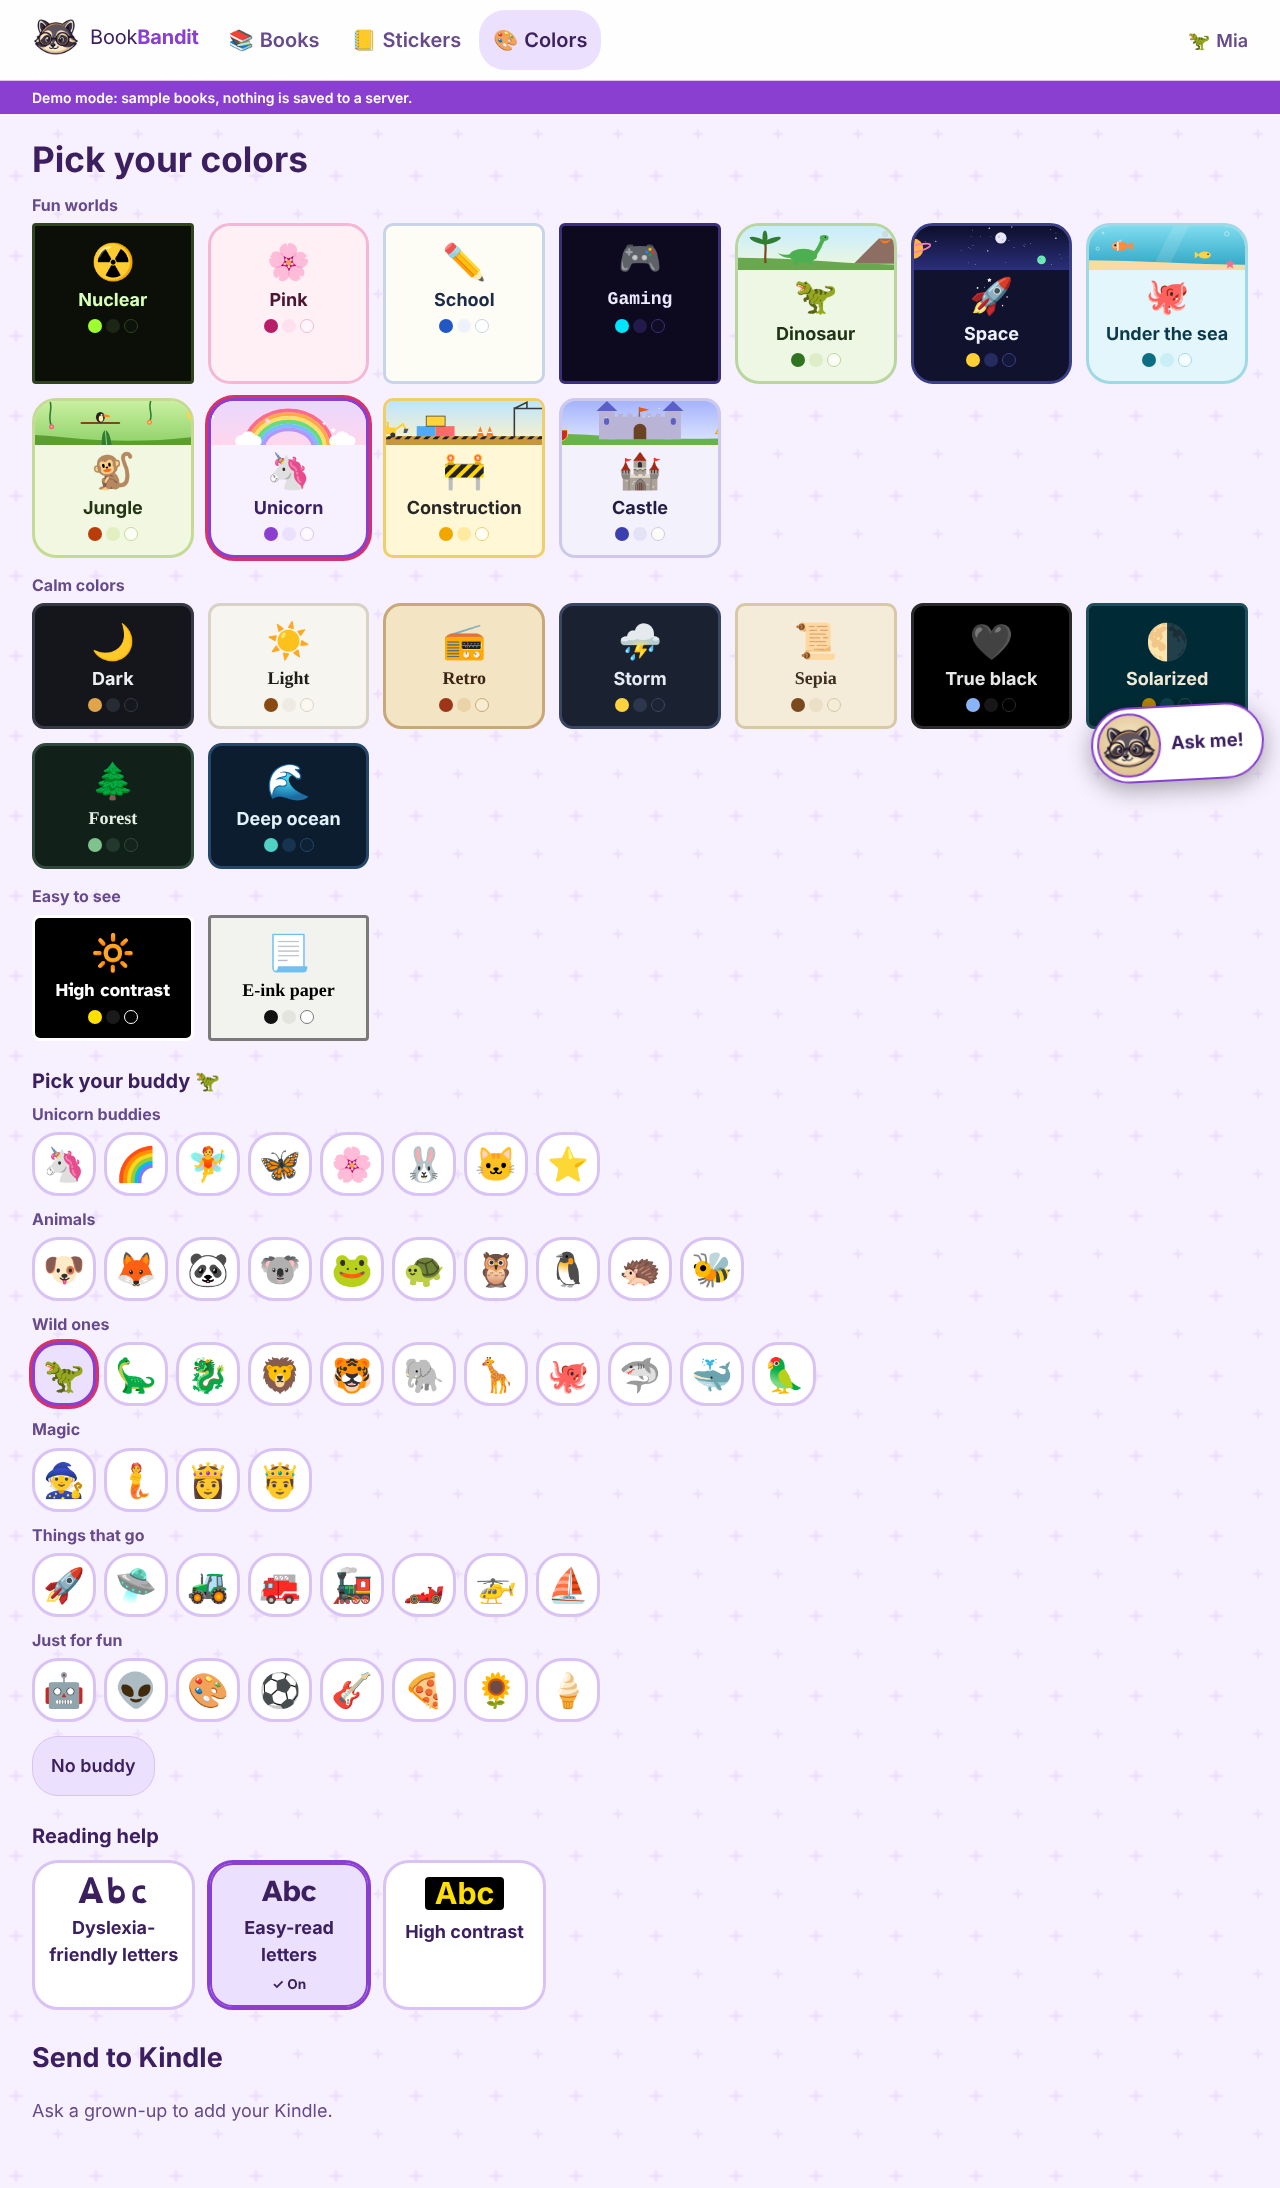 BookBandit
📚 Books
📒 Stickers
🎨 Colors
🦖 Mia
Demo mode: sample books, nothing is saved to a server.
Pick your colors
Fun worlds
Nuclear
Pink
School
Gaming
Dinosaur
Space
Under the sea
Jungle
Unicorn
Construction
Castle
Calm colors
Dark
Light
Retro
Storm
Sepia
True black
Solarized
Ask me!
Forest
Deep ocean
Easy to see
High contrast
E-ink paper
Pick your buddy 🦖
Unicorn buddies
Animals
Wild ones
Magic
Things that go
Just for fun
No buddy
Reading help
Abc
Dyslexia-
friendly letters
Abc
Easy-read
letters
✓ On
Abc
High contrast
Send to Kindle
Ask a grown-up to add your Kindle.